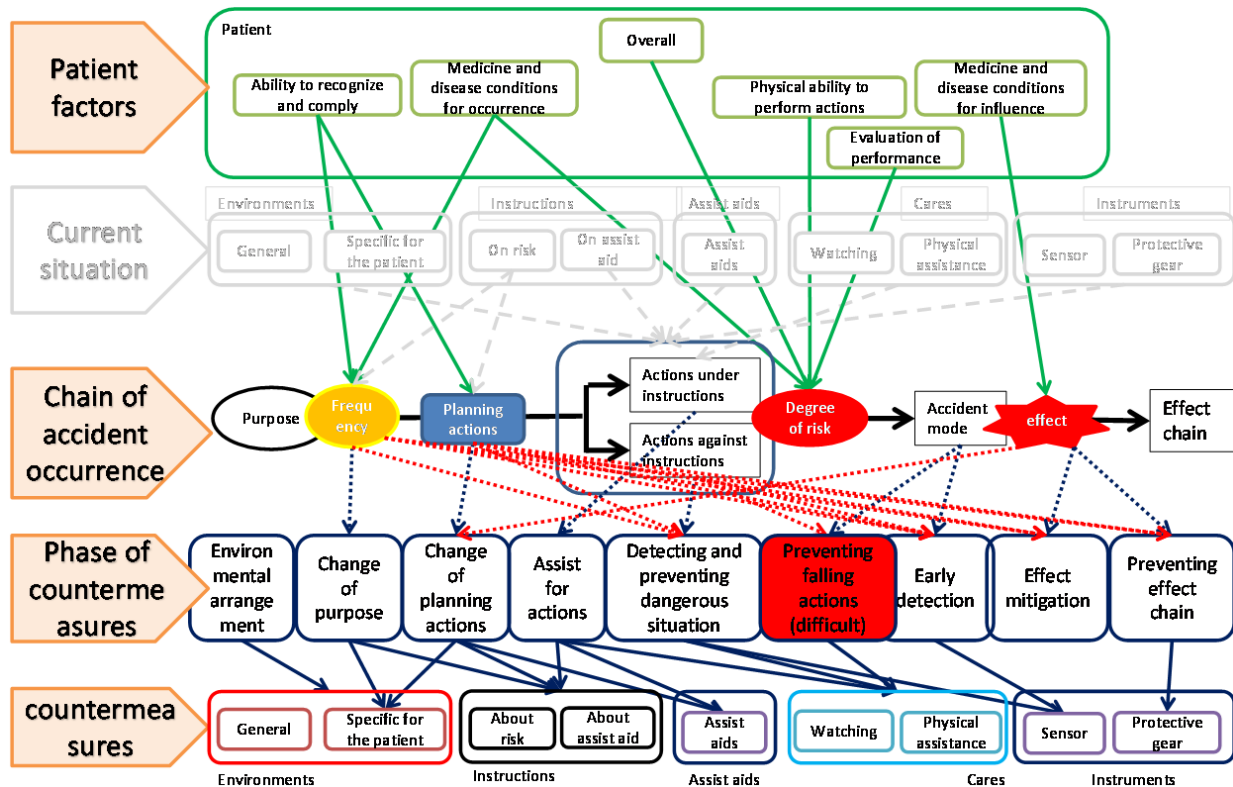 Patient
factors
Patient
Overall
Ability to recognize
and comply
Medicine and
disease conditions
for occurrence
Physical ability to
perform actions
Medicine and
disease conditions
for influence
Evaluation of
performance
Current
situation
Environments
Instructions
Assist aids
Cares
Instruments
General
Specific for
the patient
On risk
On assist
aid
Assist
aids
Watching
Physical
assistance
Sensor
Protective
gear
Chain of
accident
occurrence
Purpose
Frequ
ency
Planning
actions
Actions under
instructions
Actions against
instructions
Degree
of risk
Accident
mode
effect
Effect
chain
Phase of
counterme
asures
Environ
mental
arrange
ment
Change
of
purpose
Change
of
planning
actions
Assist
for
actions
Detecting and
preventing
dangerous
situation
Preventing
falling
actions
(difficult)
Early
detection
Effect
mitigation
Preventing
effect
chain
countermea
sures
General
Specific for
the patient
About
risk
About
assist aid
Assist
aids
Watching
Physical
assistance
Sensor
Protective
gear
Environments
Instructions
Assist aids
Cares
Instruments